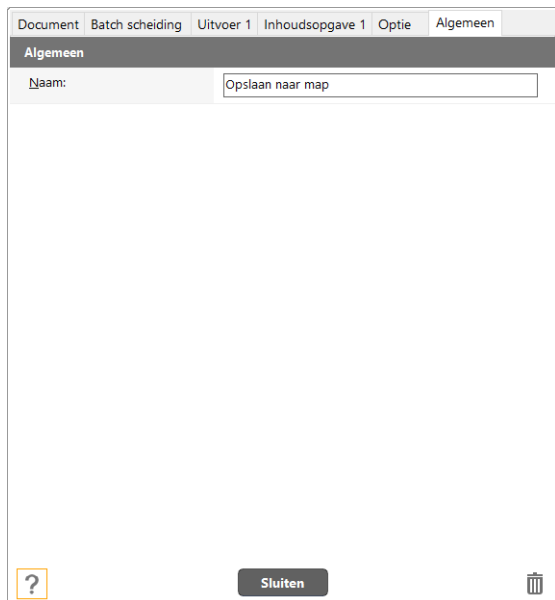 Document Batch scheiding Uitvoer 1 Inhoudsopgave 1 Optie Algemeen
Algemeen
Naam: Opslaan naar map
? Sluiten